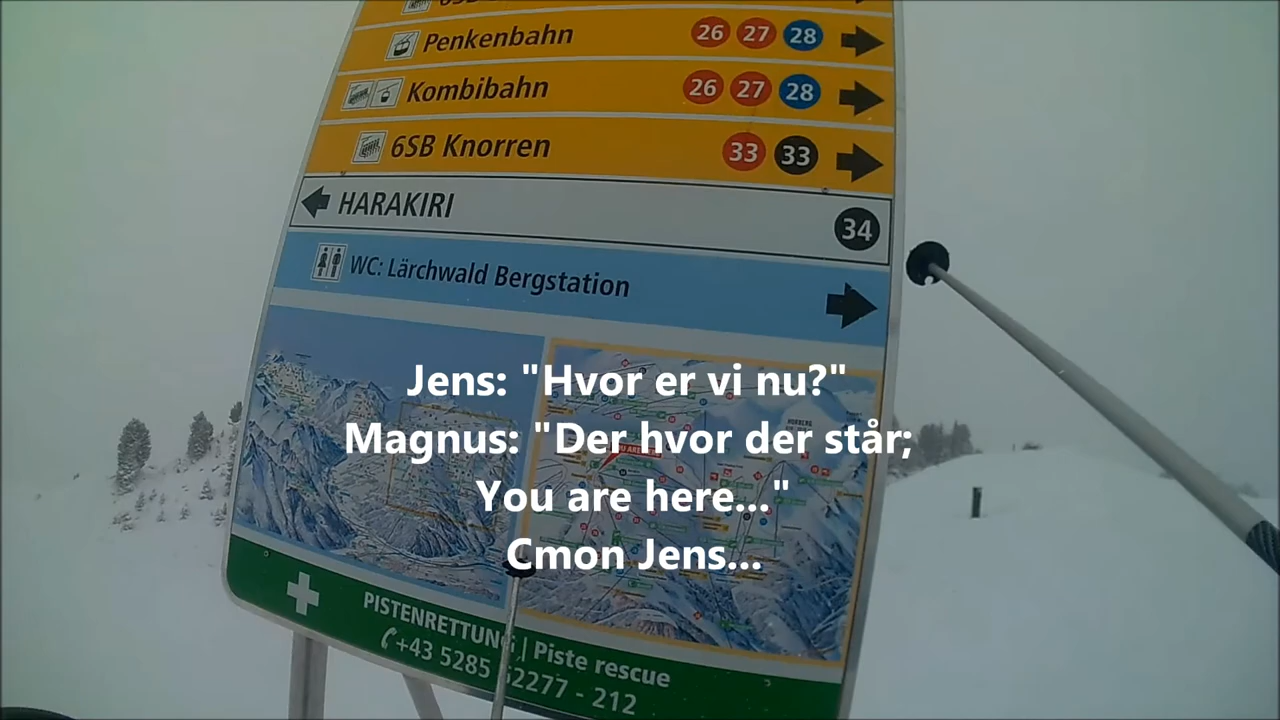 Penkenbahn 26 27 28
Kombibahn 26 27 28
6SB Knorren 33 33
HARAKIRI 34
WC: Lärchwald Bergstation
Jens: "Hvor er vi nu?"
Magnus: "Der hvor der står;
You are here..."
Cmon Jens...
PISTENRETTUNG | Piste rescue
+43 5285 62277 - 212